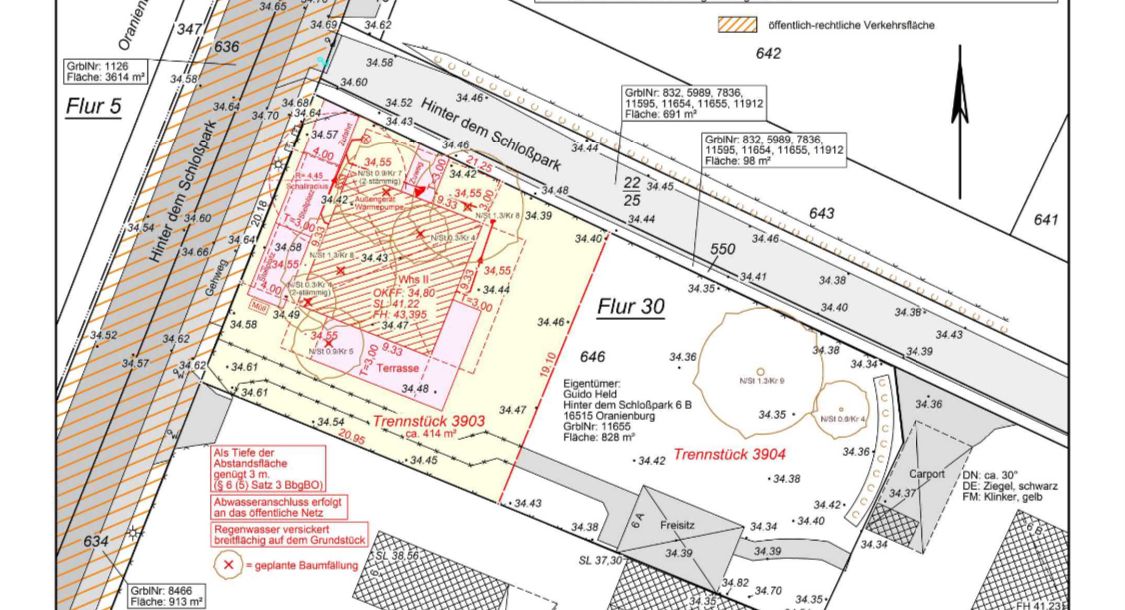 öffentlich-rechtliche Verkehrsfläche
642
34.65
34.69
34.62
347
636
GrblNr: 1126
Fläche: 3614 m²
34.58
34.58
34.60
Flur 5
34.64
34.70
34.68
34.64
34.52
34.43
34.46
34.46
Hinter dem Schloßpark
34.44
GrblNr: 832, 5989, 7836,
11595, 11654, 11655, 11912
Fläche: 691 m²
GrblNr: 832, 5989, 7836,
11595, 11654, 11655, 11912
Fläche: 98 m²
34.57
Zufahrt
4.00
34,55
N/St 0.9/Kr 7
(2-stämmig)
34.42
T=3,00
21.25
R= 4.45
Schallradius
Stellplatz
34.42
Außengerät
Wärmepumpe
9.33
34.55
3.00
N/St 1.3/Kr 8
34.39
34.48
22
25
34.45
34.44
643
641
34.46
550
Hinter dem Schloßpark
20.18
34.54
34.60
34.66
34.64
Gehweg
34.58
34.55
4.00
Müll
9.33
N/St 0.3/Kr 4
N/St 1.3/Kr 8
34.43
N/St 0.3/Kr 4
(2-stämmig)
34.49
Whs II
OKFF: 34,80
SL: 41,22
FH: 43,395
34.47
9.33
34,55
34.44
T=3,00
34.40
34.35
34.41
34.38
34.40
34.38
34.43
34.39
Flur 30
34.46
34.52
34.57
34.62
34.62
34.58
34.61
34.61
34.55
N/St 0.9/Kr 5
9.33
T=3,00
Terrasse
34.48
19.10
646
34.36
N/St 1.3/Kr 9
34.38
34.34
34.35
N/St 0.9/Kr 4
34.36
Eigentümer:
Guido Held
Hinter dem Schloßpark 6 B
16515 Oranienburg
GrblNr: 11655
Fläche: 828 m²
34.54
20.95
Trennstück 3903
ca. 414 m²
34.47
34.45
34.42
Trennstück 3904
34.38
34.36
Carport
DN: ca. 30°
DE: Ziegel, schwarz
FM: Klinker, gelb
34.37
Als Tiefe der
Abstandsfläche
genügt 3 m.
(§ 6 (5) Satz 3 BbgBO)
Abwasseranschluss erfolgt
an das öffentliche Netz
Regenwasser versickert
breitflächig auf dem Grundstück
= geplante Baumfällung
34.43
34.38
6 A
Freisitz
34.39
34.34
34.40
34.42
34.39
34.34
634
SL 38,56
SL 37,30
34.82
34.70
34.35
FH 41,23
GrblNr: 8466
Fläche: 913 m²